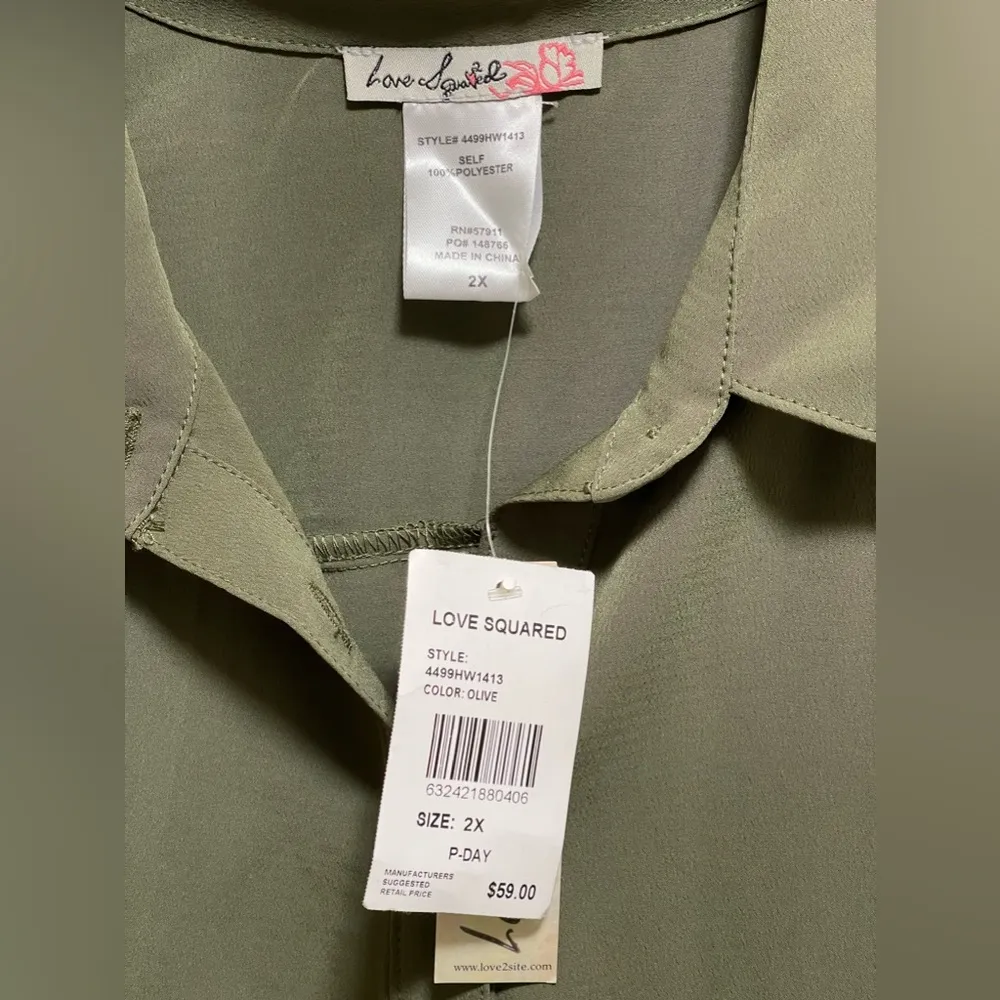 Love Squared
STYLE# 4499HW1413
SELF
100%POLYESTER
RN#57911
PO# 148766
MADE IN CHINA
2X
LOVE SQUARED
STYLE:
4499HW1413
COLOR: OLIVE
632421880406
SIZE: 2X
P-DAY
MANUFACTURERS
SUGGESTED
RETAIL PRICE
$59.00
www.love2site.com